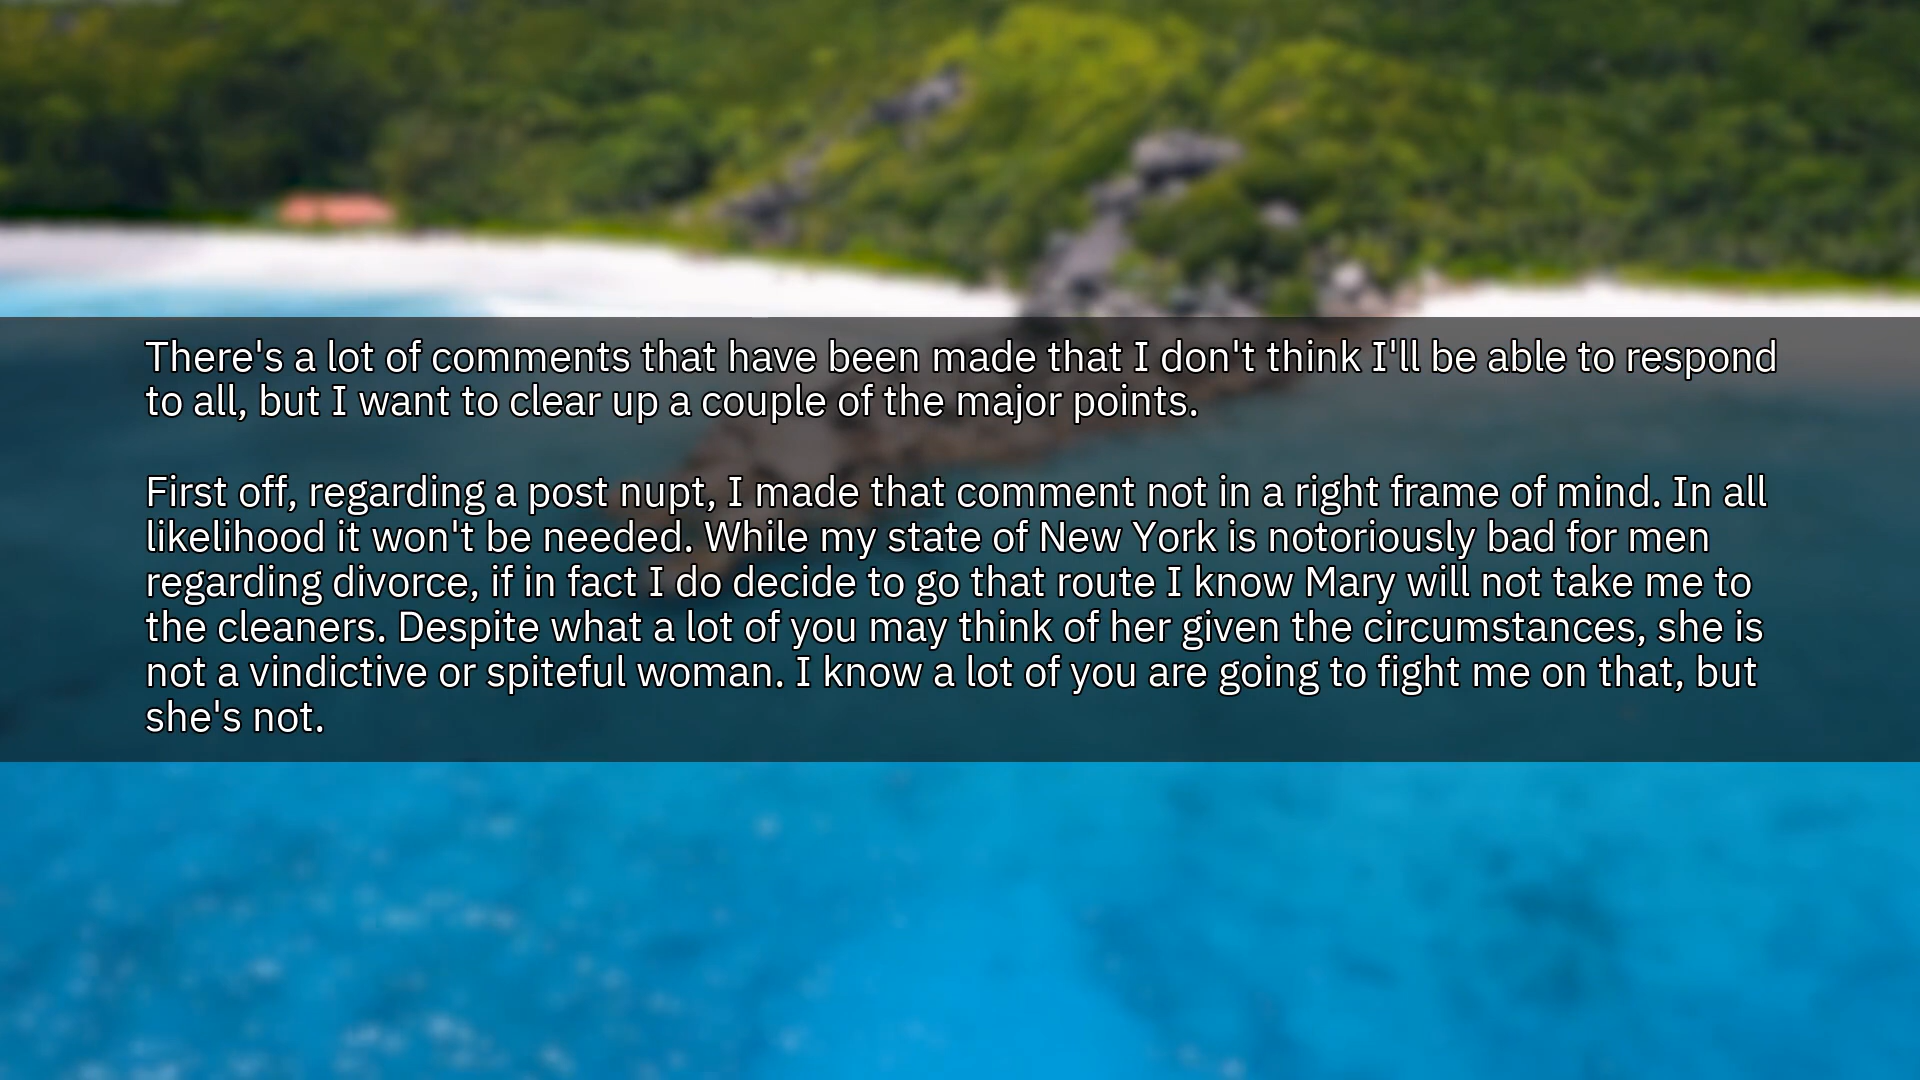 There's a lot of comments that have been made that I don't think I'll be able to respond
to all, but I want to clear up a couple of the major points.
First off, regarding a post nupt, I made that comment not in a right frame of mind. In all
likelihood it won't be needed. While my state of New York is notoriously bad for men
regarding divorce, if in fact I do decide to go that route I know Mary will not take me to
the cleaners. Despite what a lot of you may think of her given the circumstances, she is
not a vindictive or spiteful woman. I know a lot of you are going to fight me on that, but
she's not.